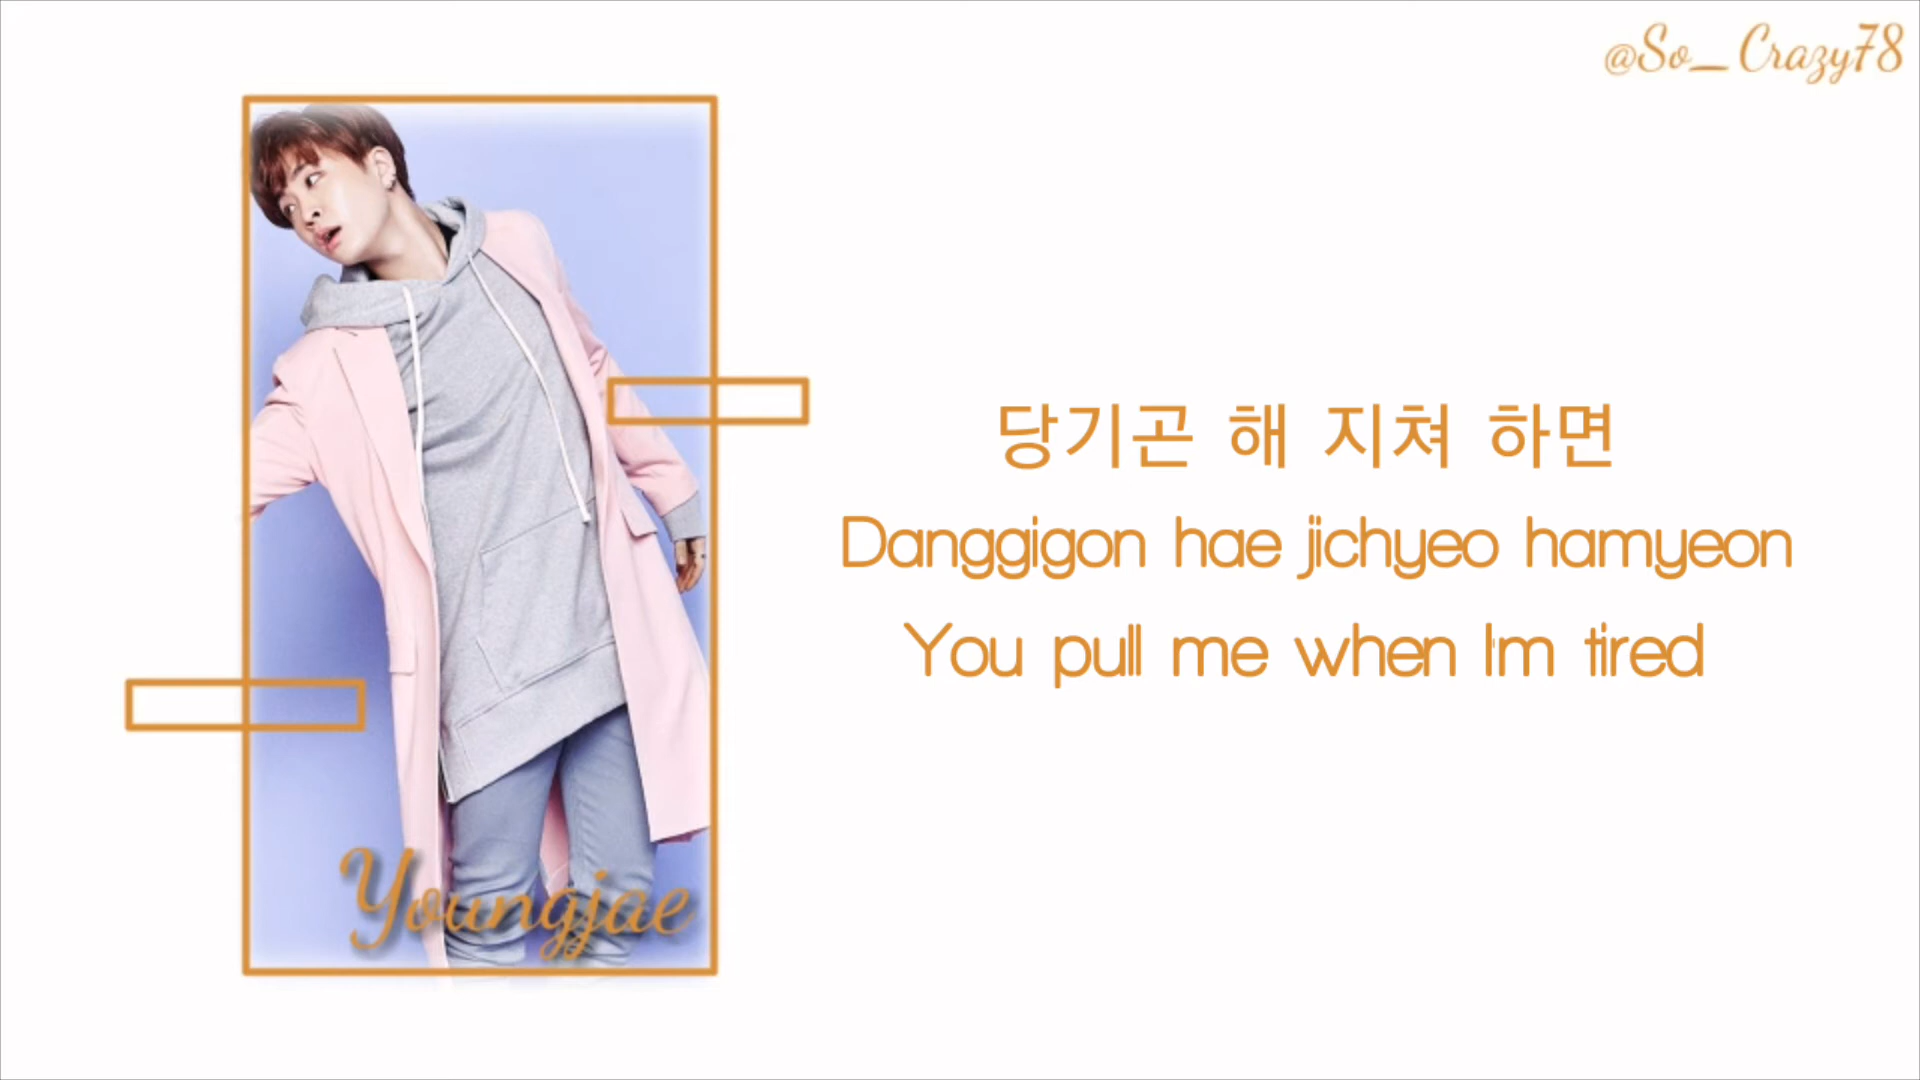 @So_Crazy78
당기곤 해 지쳐 하면
Danggigon hae jichyeo hamyeon
You pull me when I'm tired
Youngjae